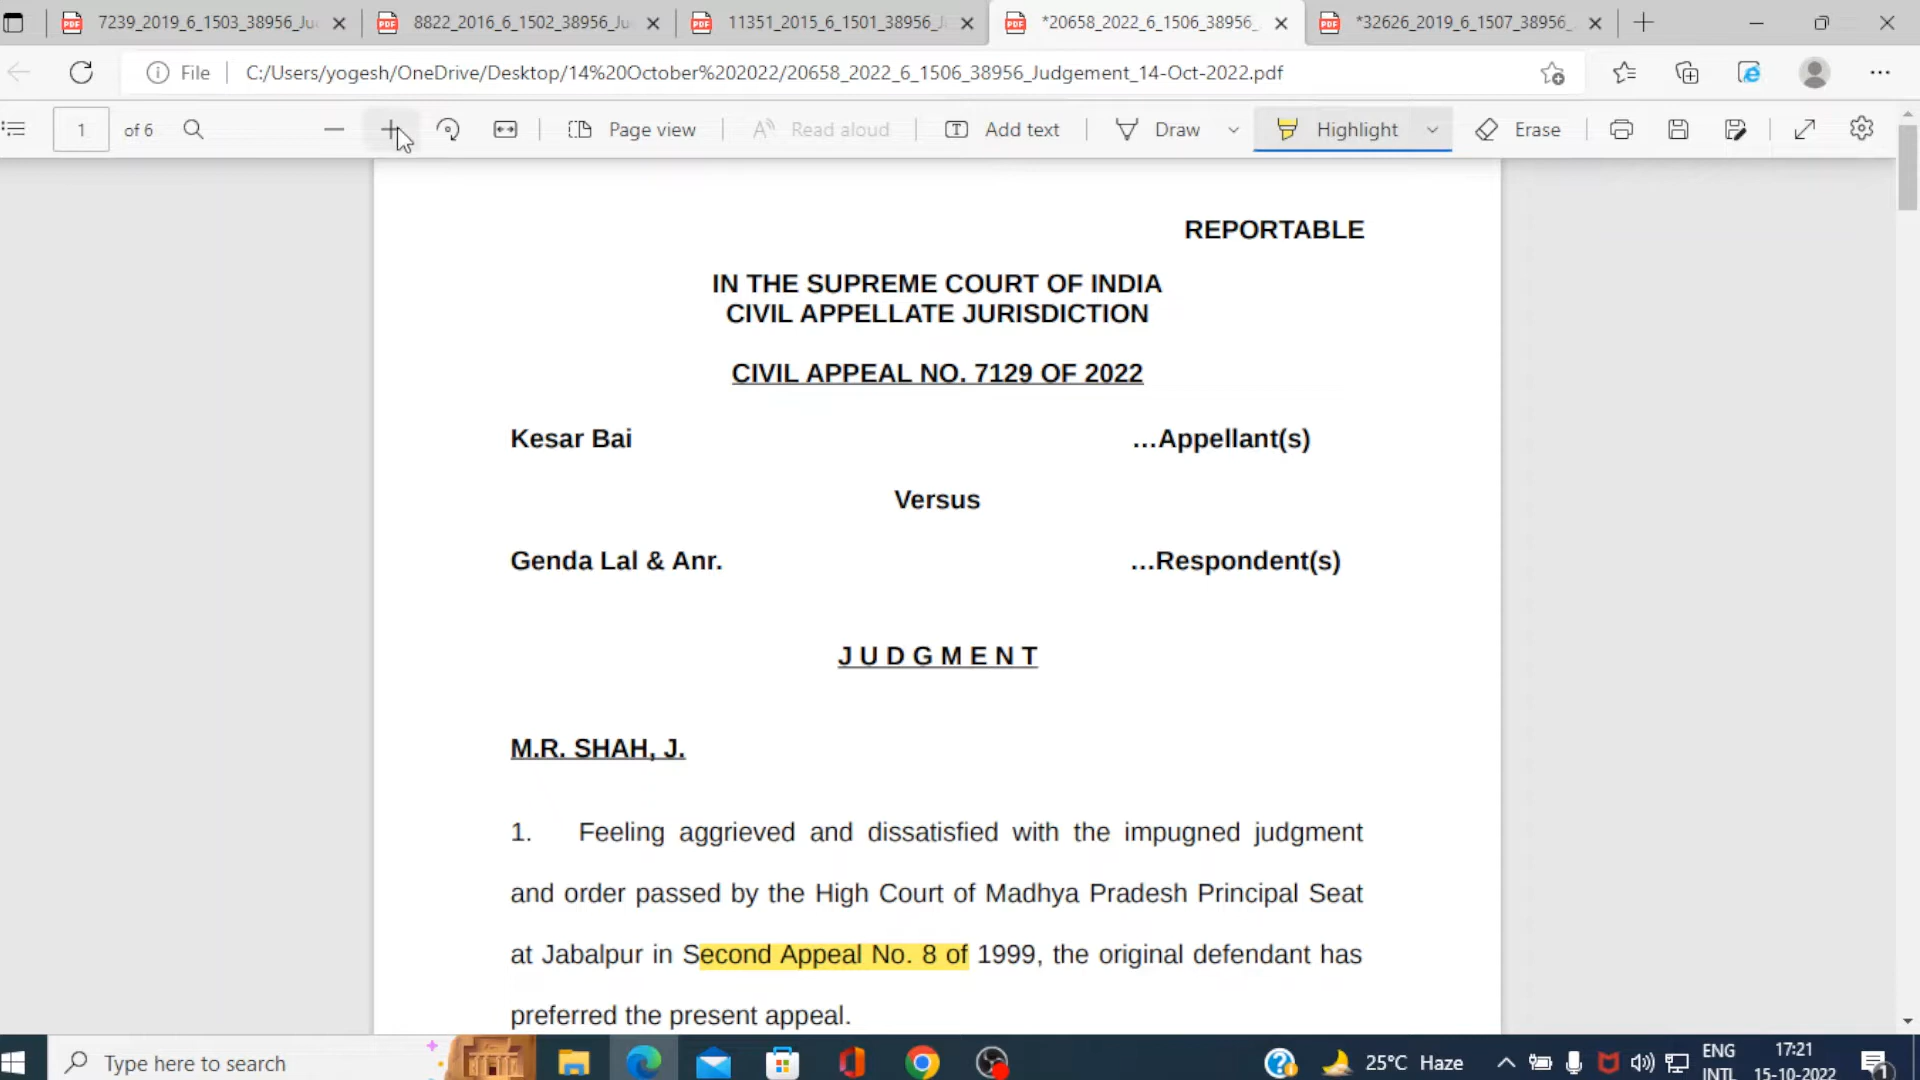 7239_2019_6_1503_38956_Ju
8822_2016_6_1502_38956_Ju
11351_2015_6_1501_38956_J
*20658_2022_6_1506_38956_
*32626_2019_6_1507_38956_
File
C:/Users/yogesh/OneDrive/Desktop/14%20October%202022/20658_2022_6_1506_38956_Judgement_14-Oct-2022.pdf
1 of 6
Page view
Read aloud
Add text
Draw
Highlight
Erase
REPORTABLE
IN THE SUPREME COURT OF INDIA
CIVIL APPELLATE JURISDICTION
CIVIL APPEAL NO. 7129 OF 2022
Kesar Bai …Appellant(s)
Versus
Genda Lal & Anr. …Respondent(s)
J U D G M E N T
M.R. SHAH, J.
1. Feeling aggrieved and dissatisfied with the impugned judgment
and order passed by the High Court of Madhya Pradesh Principal Seat
at Jabalpur in Second Appeal No. 8 of 1999, the original defendant has
preferred the present appeal.
Type here to search
25°C Haze
ENG
INTL
17:21
15-10-2022
1